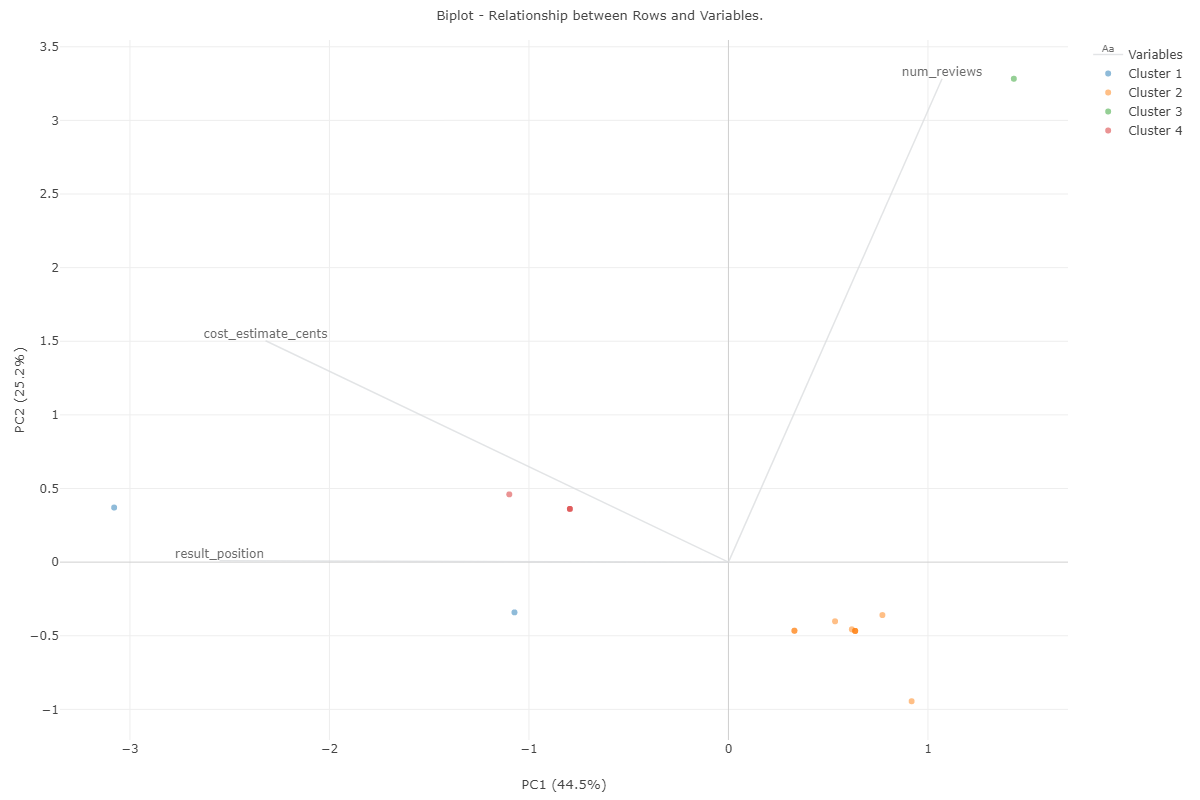 Biplot - Relationship between Rows and Variables.
3.5
3
2.5
2
1.5
1
0.5
0
−0.5
−1
PC2 (25.2%)
num_reviews
cost_estimate_cents
result_position
−3
−2
−1
0
1
PC1 (44.5%)
Aa
Variables
Cluster 1
Cluster 2
Cluster 3
Cluster 4